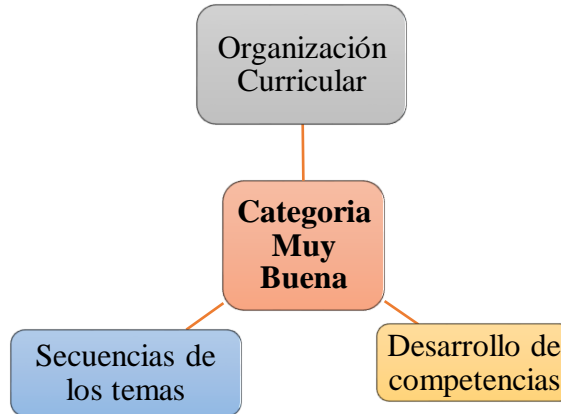 Organización
Curricular
Categoria
Muy
Buena
Secuencias de
los temas
Desarrollo de
competencias